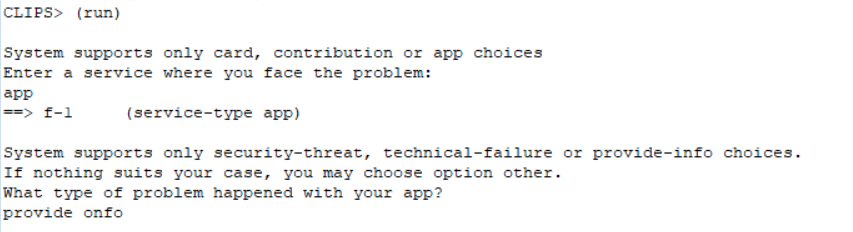 CLIPS> (run)
System supports only card, contribution or app choices
Enter a service where you face the problem:
app
==> f-1     (service-type app)
System supports only security-threat, technical-failure or provide-info choices.
If nothing suits your case, you may choose option other.
What type of problem happened with your app?
provide onfo